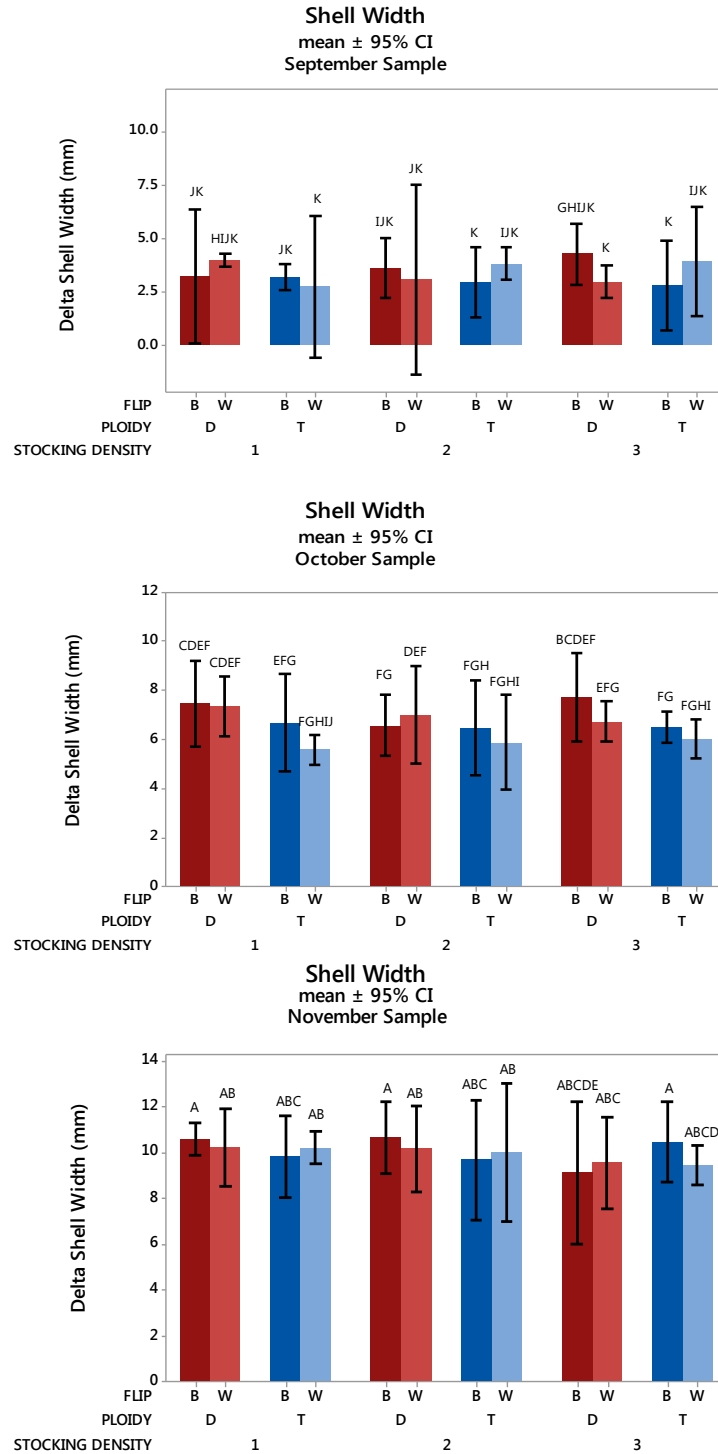 Shell Width
mean ± 95% CI
September Sample
Delta Shell Width (mm)
10.0
7.5
5.0
2.5
0.0
JK
HIJK
JK
K
IJK
JK
K
IJK
GHIJK
K
K
IJK
FLIP B W B W B W B W B W B W
PLOIDY D T D T D T
STOCKING DENSITY 1 2 3
Shell Width
mean ± 95% CI
October Sample
Delta Shell Width (mm)
12
10
8
6
4
2
0
CDEF
CDEF
EFG
FGHIJ
FG
DEF
FGH
FGHI
BCDEF
EFG
FG
FGHI
FLIP B W B W B W B W B W B W
PLOIDY D T D T D T
STOCKING DENSITY 1 2 3
Shell Width
mean ± 95% CI
November Sample
Delta Shell Width (mm)
14
12
10
8
6
4
2
0
A
AB
ABC
AB
A
AB
ABC
AB
ABCDE
ABC
A
ABCD
FLIP B W B W B W B W B W B W
PLOIDY D T D T D T
STOCKING DENSITY 1 2 3